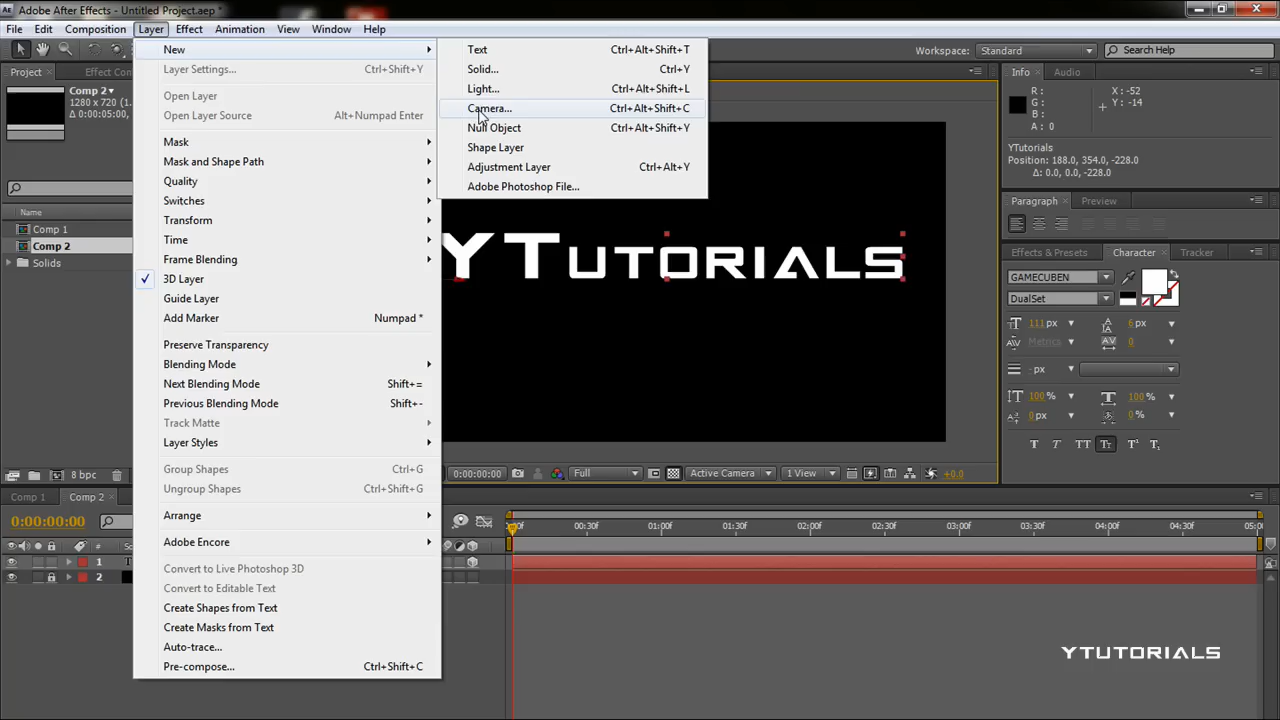 Adobe After Effects - Untitled Project.aep *
File Edit Composition Layer Effect Animation View Window Help
Workspace: Standard Search Help
Project Effect Con
Comp 2
1280 x 720
Δ 0:00:05:00,
Name
Comp 1
Comp 2
Solids
8 bpc
New
Layer Settings... Ctrl+Shift+Y
Open Layer
Open Layer Source Alt+Numpad Enter
Mask
Mask and Shape Path
Quality
Switches
Transform
Time
Frame Blending
3D Layer
Guide Layer
Add Marker Numpad *
Preserve Transparency
Blending Mode
Next Blending Mode Shift+=
Previous Blending Mode Shift+-
Track Matte
Layer Styles
Group Shapes Ctrl+G
Ungroup Shapes Ctrl+Shift+G
Arrange
Adobe Encore
Convert to Live Photoshop 3D
Convert to Editable Text
Create Shapes from Text
Create Masks from Text
Auto-trace...
Pre-compose... Ctrl+Shift+C
Text Ctrl+Alt+Shift+T
Solid... Ctrl+Y
Light... Ctrl+Alt+Shift+L
Camera... Ctrl+Alt+Shift+C
Null Object Ctrl+Alt+Shift+Y
Shape Layer
Adjustment Layer Ctrl+Alt+Y
Adobe Photoshop File...
YTUTORIALS
0:00:00:00 Full Active Camera 1 View +0.0
Info Audio
R : X : -52
G : Y : -14
B :
A : 0
YTutorials
Position: 188.0, 354.0, -228.0
Δ: 0.0, 0.0, -228.0
Paragraph Preview
Effects & Presets Character Tracker
GAMECUBEN
DualSet
111 px 6 px
Metrics 0
- px
100 % 100 %
0 px 0 %
T T TT Tt T¹ T₁
Comp 1 Comp 2
0:00:00:00
00:30f 01:00f 01:30f 02:00f 02:30f 03:00f 03:30f 04:00f 04:30f 05:0
# 
1 T
2
YTUTORIALS